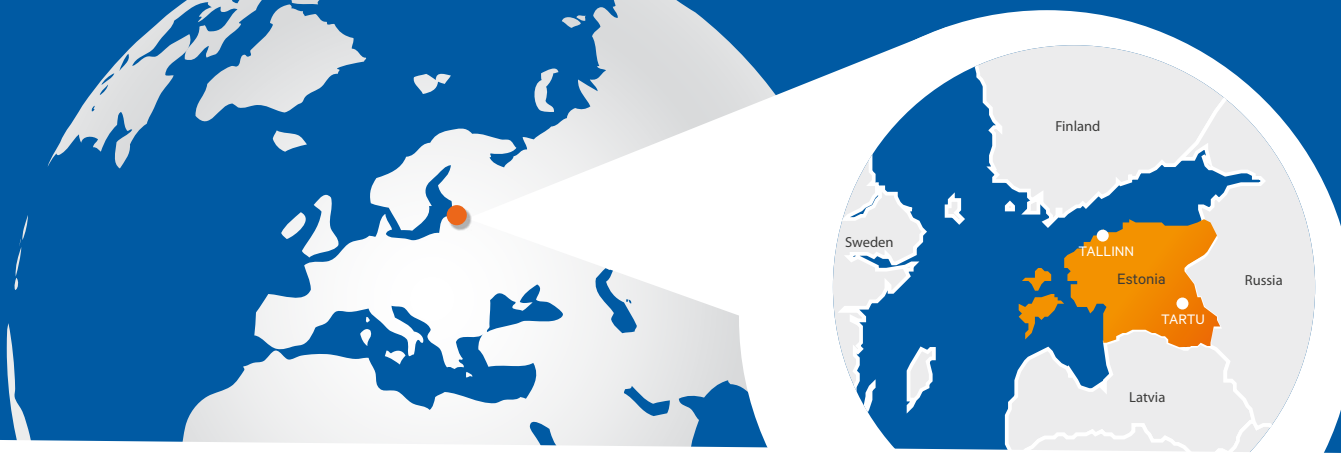 Finland
Sweden
TALLINN
Estonia
Russia
TARTU
Latvia